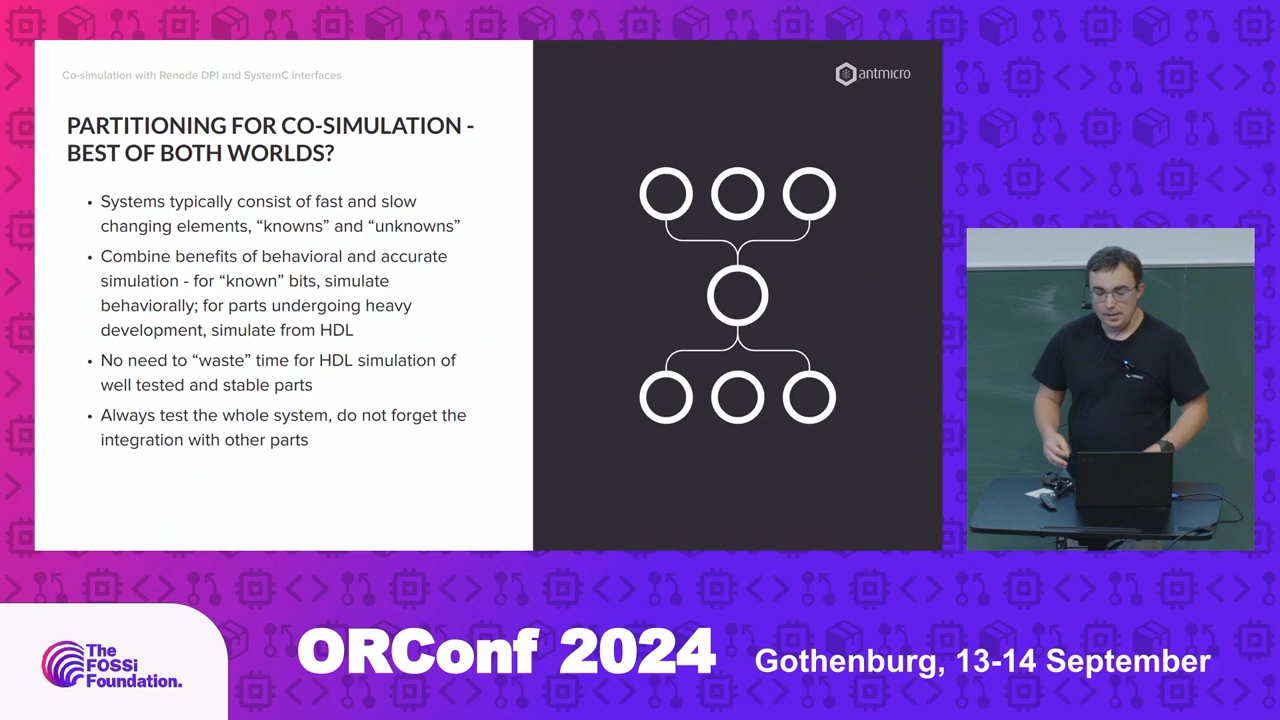 Co-simulation with Renode DPI and SystemC interfaces
antmicro
PARTITIONING FOR CO-SIMULATION -
BEST OF BOTH WORLDS?
• Systems typically consist of fast and slow
changing elements, “knowns” and “unknowns”
• Combine benefits of behavioral and accurate
simulation - for “known” bits, simulate
behaviorally; for parts undergoing heavy
development, simulate from HDL
• No need to “waste” time for HDL simulation of
well tested and stable parts
• Always test the whole system, do not forget the
integration with other parts
The
FOSSi
Foundation.
ORConf 2024
Gothenburg, 13-14 September